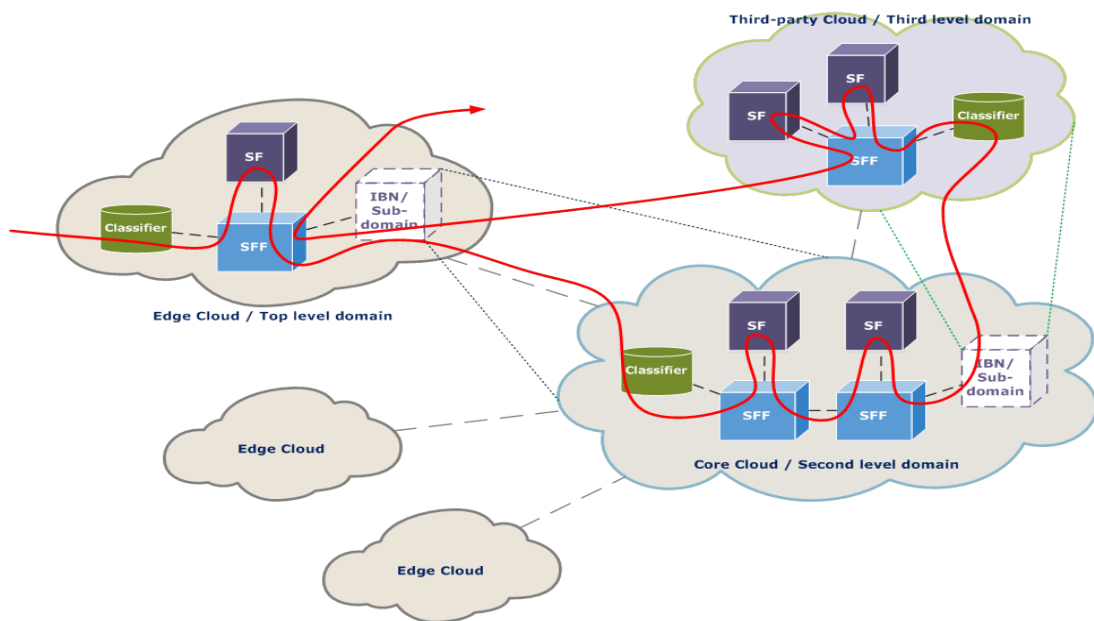 Third-party Cloud / Third level domain
SF
SF
Classifier
SFF
SF
IBN/
Sub-
domain
Classifier
SFF
Edge Cloud / Top level domain
SF
SF
Classifier
IBN/
Sub-
domain
SFF
SFF
Core Cloud / Second level domain
Edge Cloud
Edge Cloud